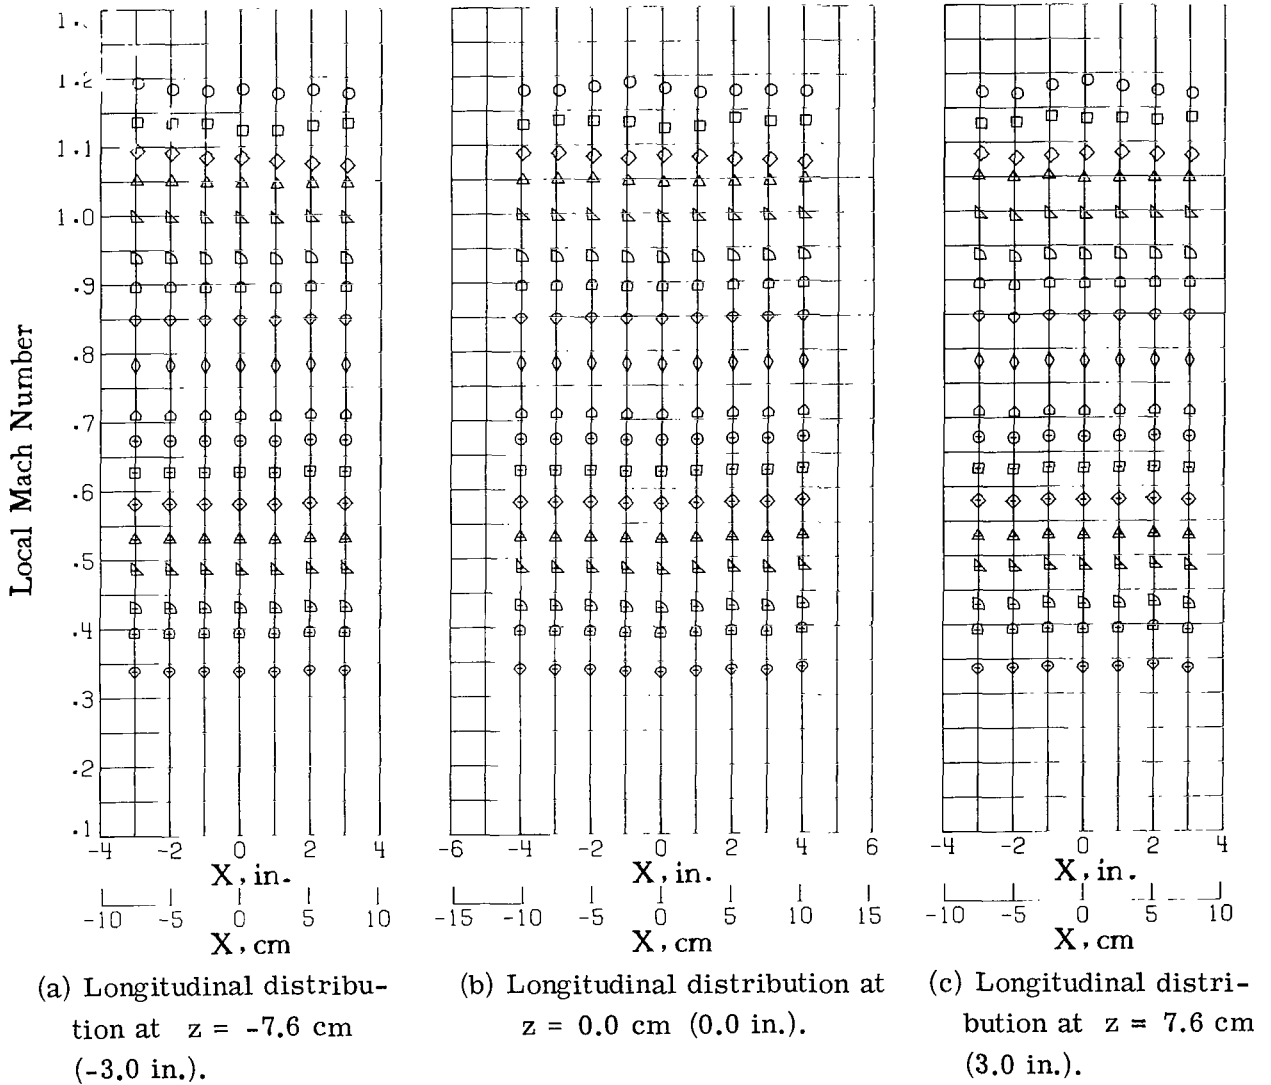 Local Mach Number
1.2
1.1
1.0
.9
.8
.7
.6
.5
.4
.3
.2
.1
-4 -2 0 2 4
X, in.
-10 -5 0 5 10
X, cm
(a) Longitudinal distribu-
tion at z = -7.6 cm
(-3.0 in.).
-6 -4 -2 0 2 4 6
X, in.
-15 -10 -5 0 5 10 15
X, cm
(b) Longitudinal distribution at
z = 0.0 cm (0.0 in.).
-4 -2 0 2 4
X, in.
-10 -5 0 5 10
X, cm
(c) Longitudinal distri-
bution at z = 7.6 cm
(3.0 in.).